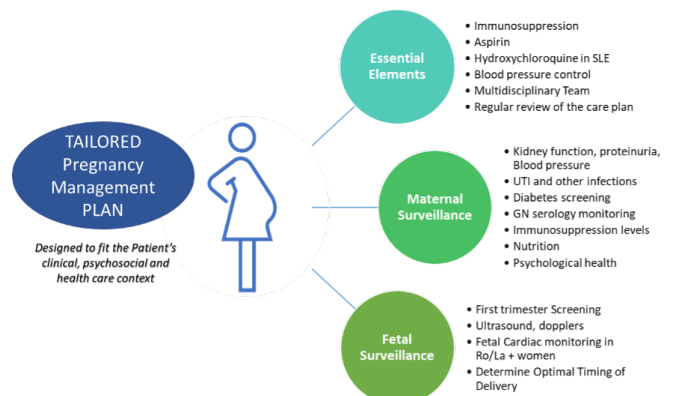 TAILORED
Pregnancy
Management
PLAN
Designed to fit the Patient's
clinical, psychosocial and
health care context
Essential
Elements
• Immunosuppression
• Aspirin
• Hydroxychloroquine in SLE
• Blood pressure control
• Multidisciplinary Team
• Regular review of the care plan
Maternal
Surveillance
• Kidney function, proteinuria,
Blood pressure
• UTI and other infections
• Diabetes screening
• GN serology monitoring
• Immunosuppression levels
• Nutrition
• Psychological health
Fetal
Surveillance
• First trimester Screening
• Ultrasound, dopplers
• Fetal Cardiac monitoring in
Ro/La + women
• Determine Optimal Timing of
Delivery